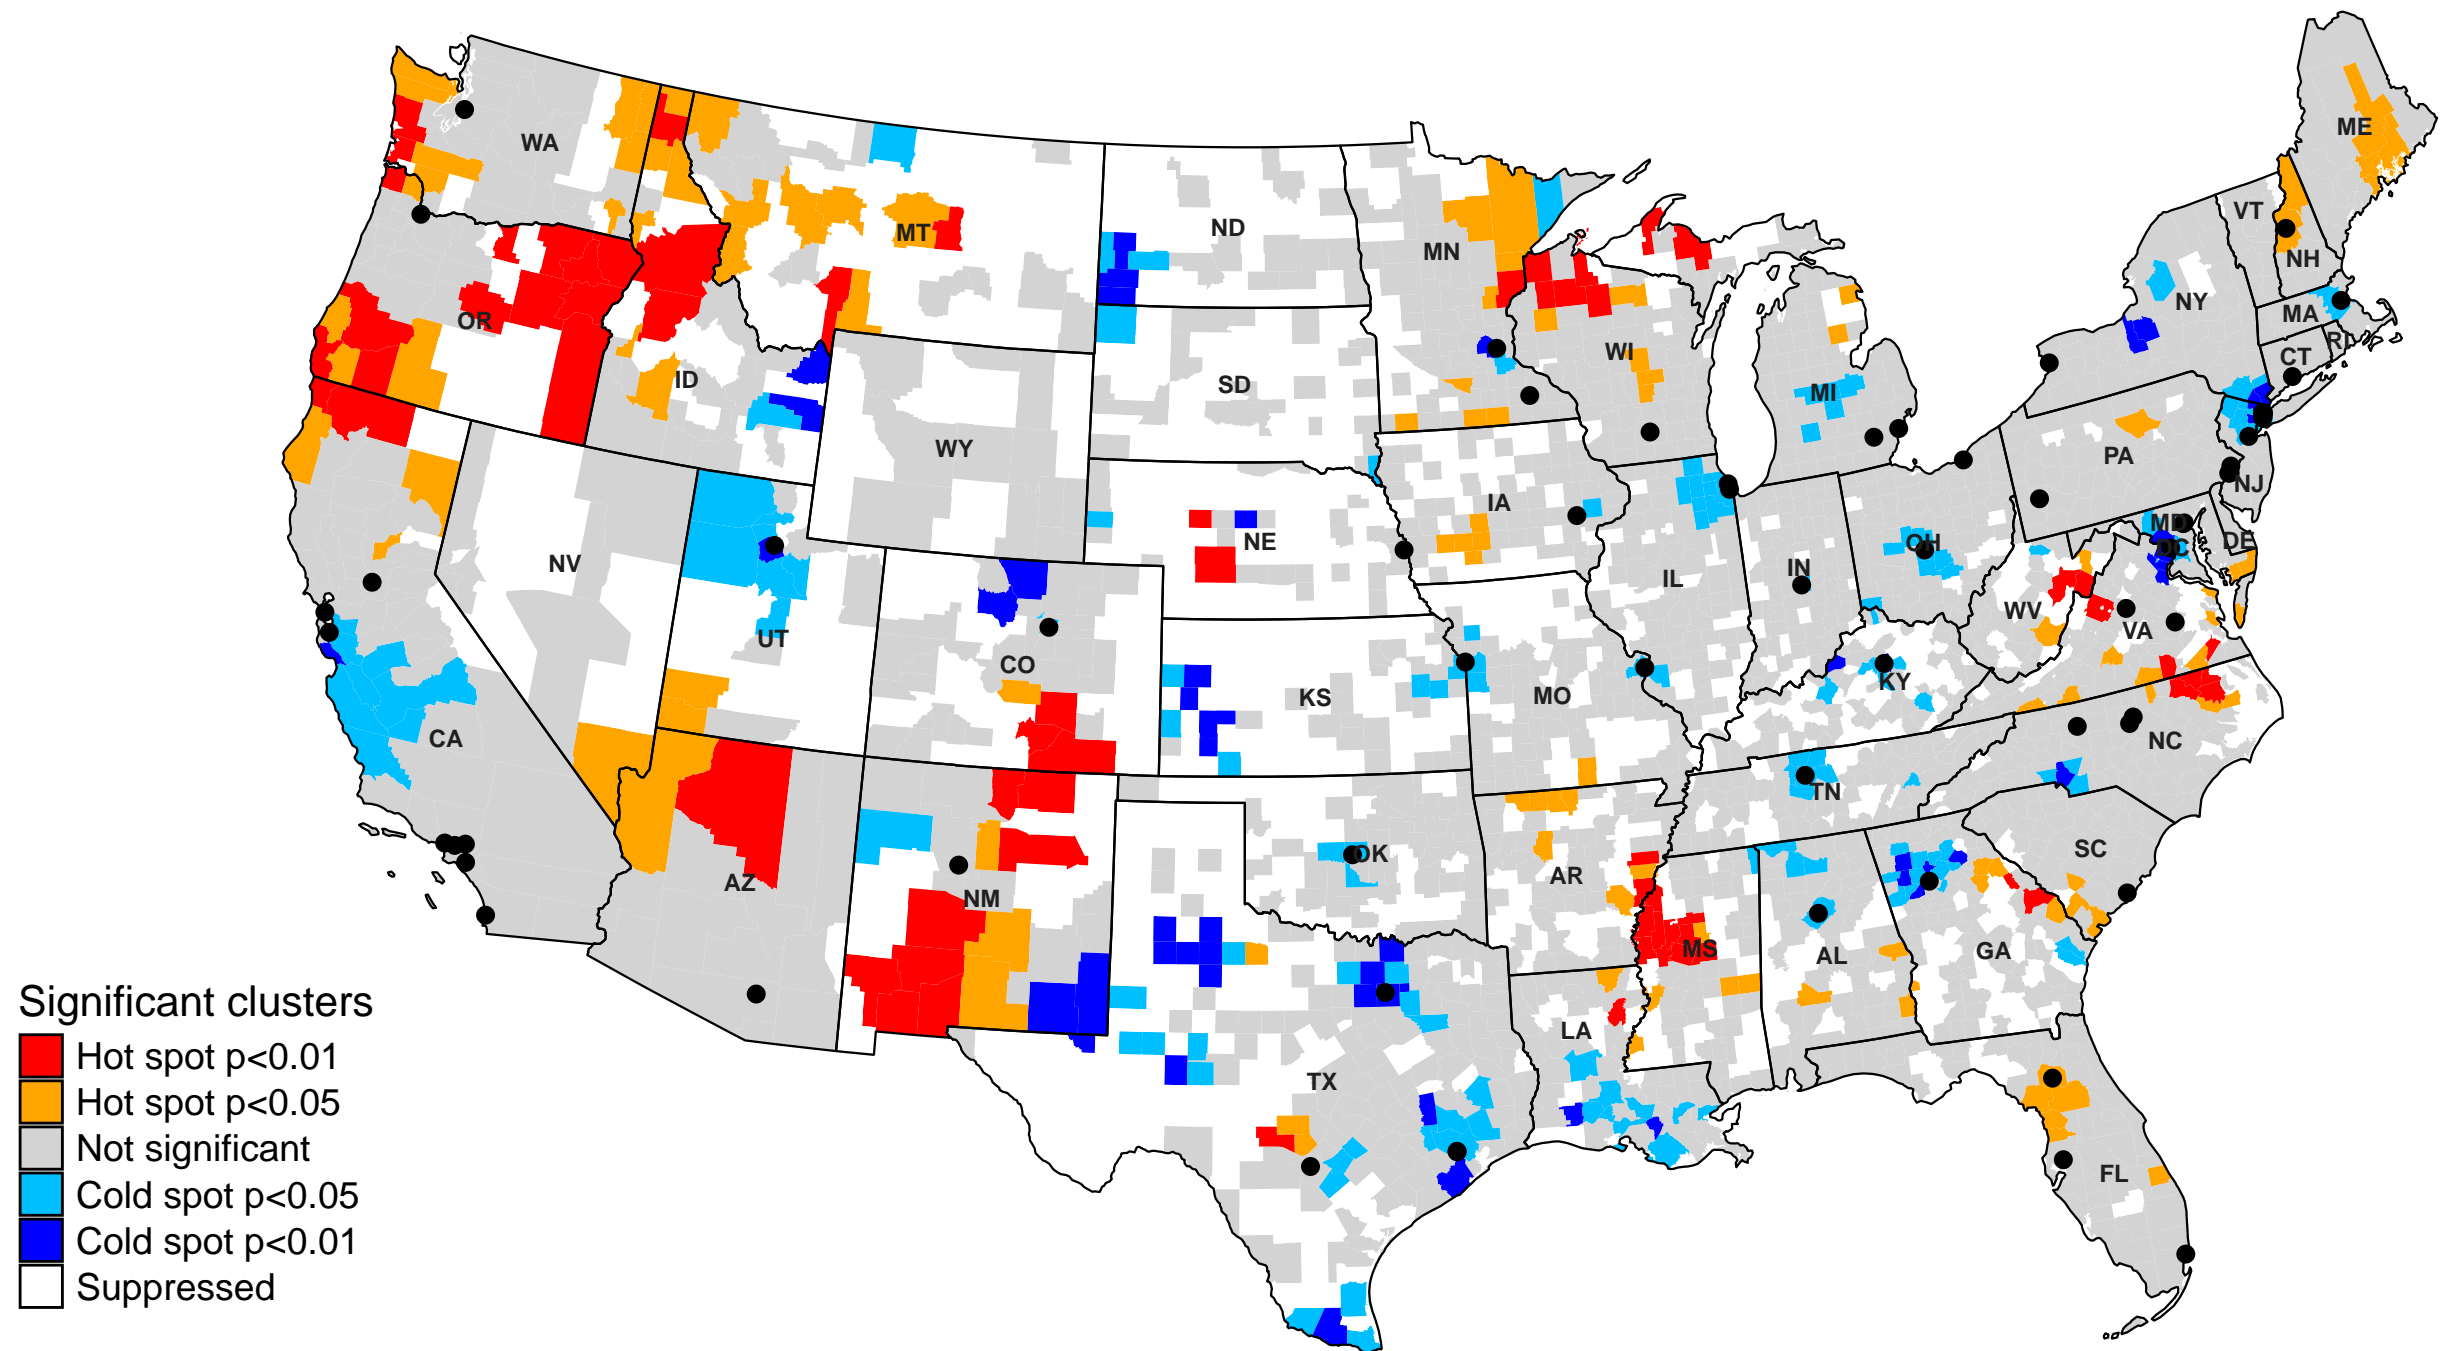 WA
ME
VT
MT
ND
MN
NH
NY
MA
OR
WI
RI
CT
ID
SD
MI
WY
PA
NJ
IA
MD
NE
OH
DE
DC
NV
IL
IN
WV
VA
UT
CO
KS
MO
KY
CA
NC
TN
OK
SC
AZ
AR
NM
MS
AL
GA
LA
TX
FL
Significant clusters
Hot spot p<0.01
Hot spot p<0.05
Not significant
Cold spot p<0.05
Cold spot p<0.01
Suppressed